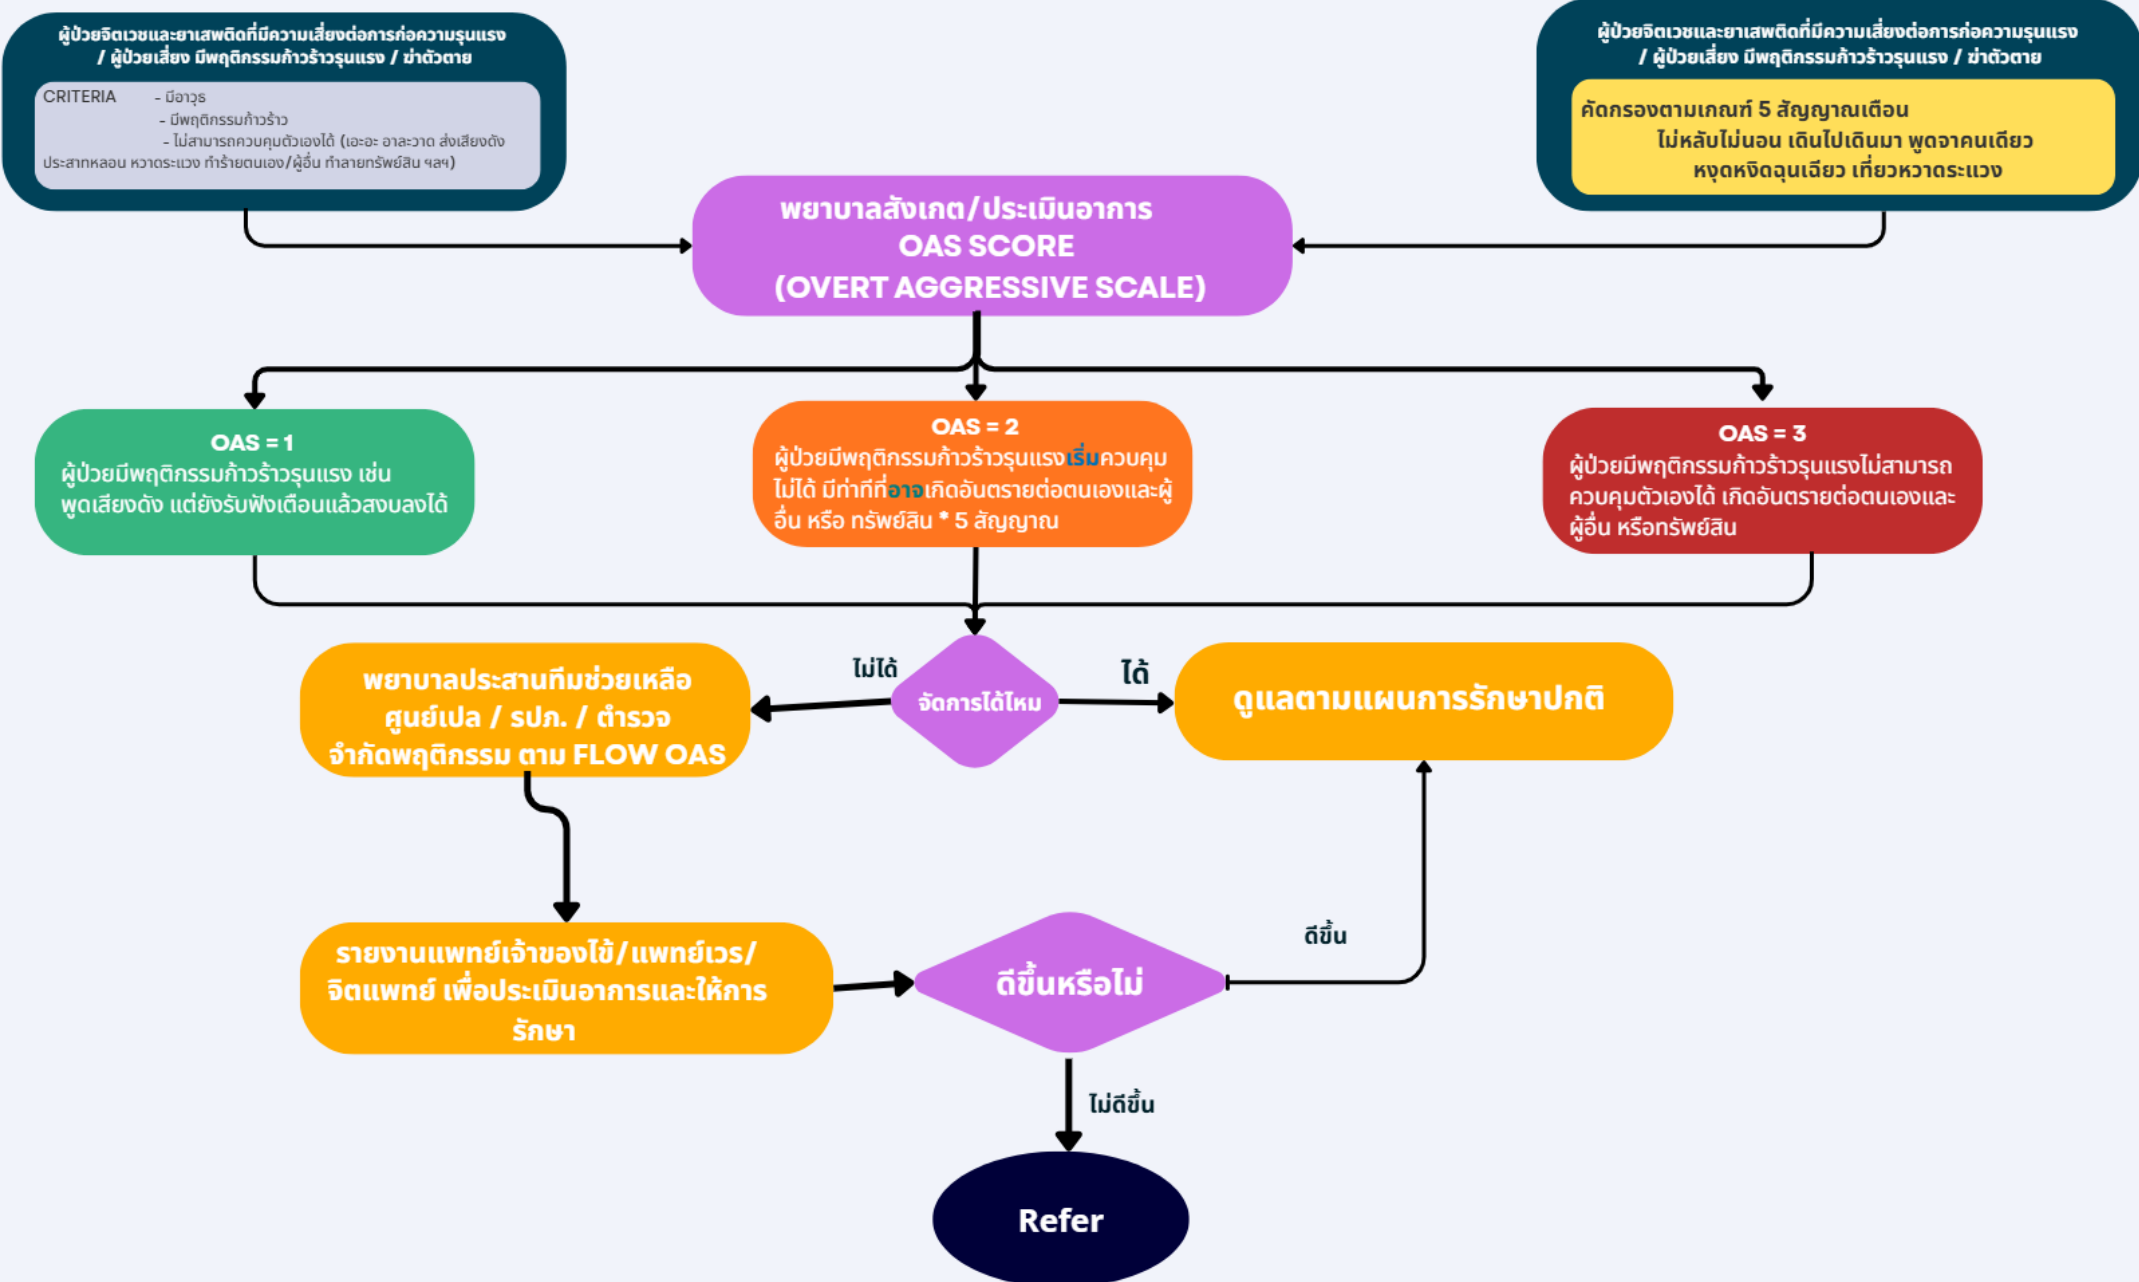 ผู้ป่วยจิตเวชและยาเสพติดที่มีความเสี่ยงต่อการก่อความรุนแรง
/ ผู้ป่วยเสี่ยง มีพฤติกรรมก้าวร้าวรุนแรง / ฆ่าตัวตาย
CRITERIA - มีอาวุธ
- มีพฤติกรรมก้าวร้าว
- ไม่สามารถควบคุมตัวเองได้ (เอะอะ อาละวาด ส่งเสียงดัง
ประสาทหลอน หวาดระแวง ทำร้ายตนเอง/ผู้อื่น ทำลายทรัพย์สิน ฯลฯ)
ผู้ป่วยจิตเวชและยาเสพติดที่มีความเสี่ยงต่อการก่อความรุนแรง
/ ผู้ป่วยเสี่ยง มีพฤติกรรมก้าวร้าวรุนแรง / ฆ่าตัวตาย
คัดกรองตามเกณฑ์ 5 สัญญาณเตือน
ไม่หลับไม่นอน เดินไปเดินมา พูดจาคนเดียว
หงุดหงิดฉุนเฉียว เที่ยวหวาดระแวง
พยาบาลสังเกต/ประเมินอาการ
OAS SCORE
(OVERT AGGRESSIVE SCALE)
OAS = 1
ผู้ป่วยมีพฤติกรรมก้าวร้าวรุนแรง เช่น
พูดเสียงดัง แต่ยังรับฟังเตือนแล้วสงบลงได้
OAS = 2
ผู้ป่วยมีพฤติกรรมก้าวร้าวรุนแรงเริ่มควบคุม
ไม่ได้ มีท่าทีที่อาจเกิดอันตรายต่อตนเองและผู้
อื่น หรือ ทรัพย์สิน * 5 สัญญาณ
OAS = 3
ผู้ป่วยมีพฤติกรรมก้าวร้าวรุนแรงไม่สามารถ
ควบคุมตัวเองได้ เกิดอันตรายต่อตนเองและ
ผู้อื่น หรือทรัพย์สิน
พยาบาลประสานทีมช่วยเหลือ
ศูนย์เปล / รปภ. / ตำรวจ
จำกัดพฤติกรรม ตาม FLOW OAS
ไม่ได้
จัดการได้ไหม
ได้
ดูแลตามแผนการรักษาปกติ
รายงานแพทย์เจ้าของไข้/แพทย์เวร/
จิตแพทย์ เพื่อประเมินอาการและให้การ
รักษา
ดีขึ้นหรือไม่
ดีขึ้น
ไม่ดีขึ้น
Refer